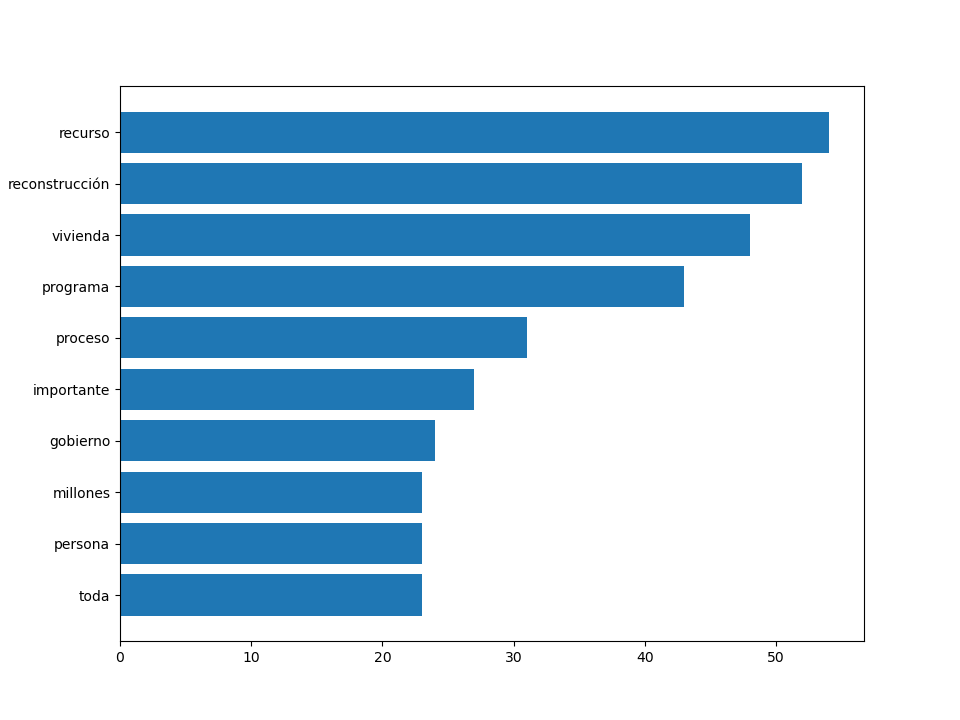 recurso
reconstrucción
vivienda
programa
proceso
importante
gobierno
millones
persona
toda
0 10 20 30 40 50